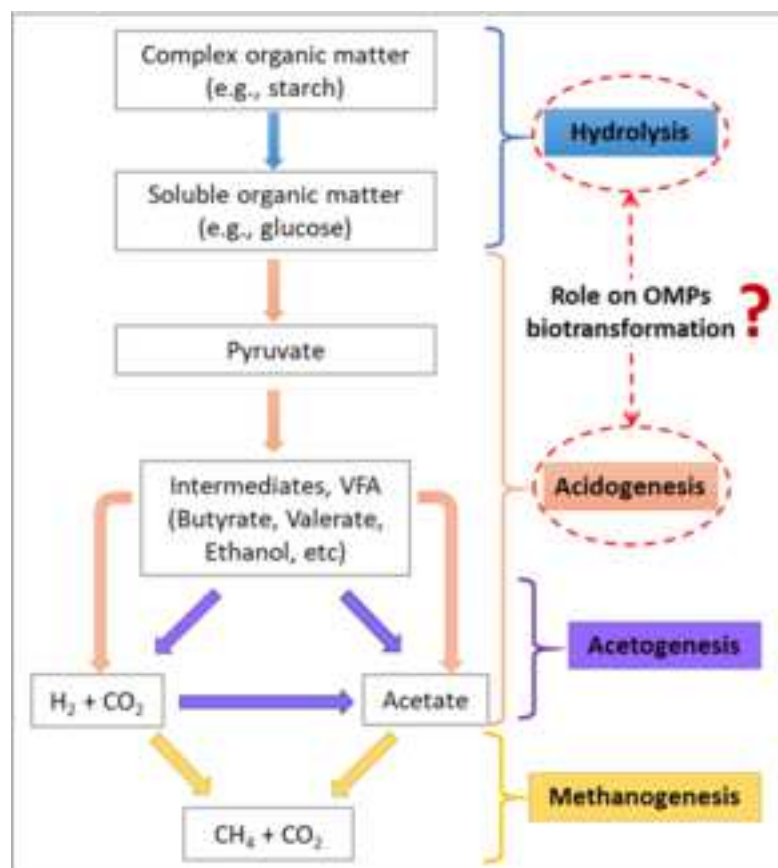 Complex organic matter
(e.g., starch)
Hydrolysis
Soluble organic matter
(e.g., glucose)
Role on OMPs
biotransformation
?
Pyruvate
Intermediates, VFA
(Butyrate, Valerate,
Ethanol, etc)
Acidogenesis
Acetogenesis
H₂ + CO₂
Acetate
Methanogenesis
CH₄ + CO₂